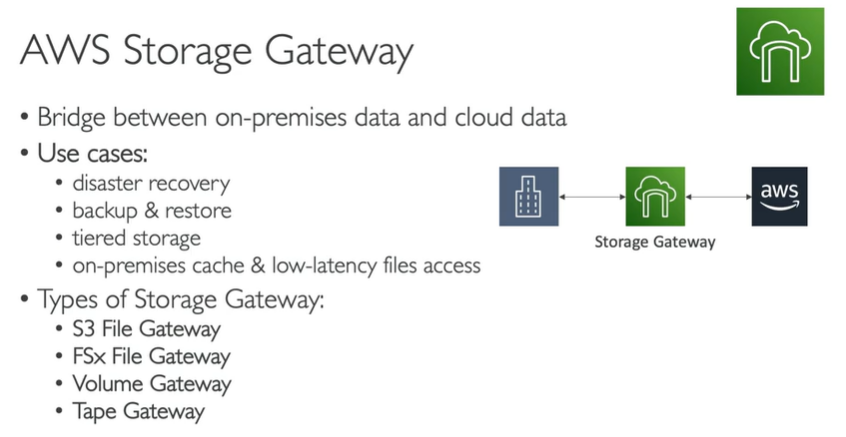 AWS Storage Gateway
• Bridge between on-premises data and cloud data
• Use cases:
• disaster recovery
• backup & restore
• tiered storage
• on-premises cache & low-latency files access
aws
Storage Gateway
• Types of Storage Gateway:
• S3 File Gateway
• FSx File Gateway
• Volume Gateway
• Tape Gateway